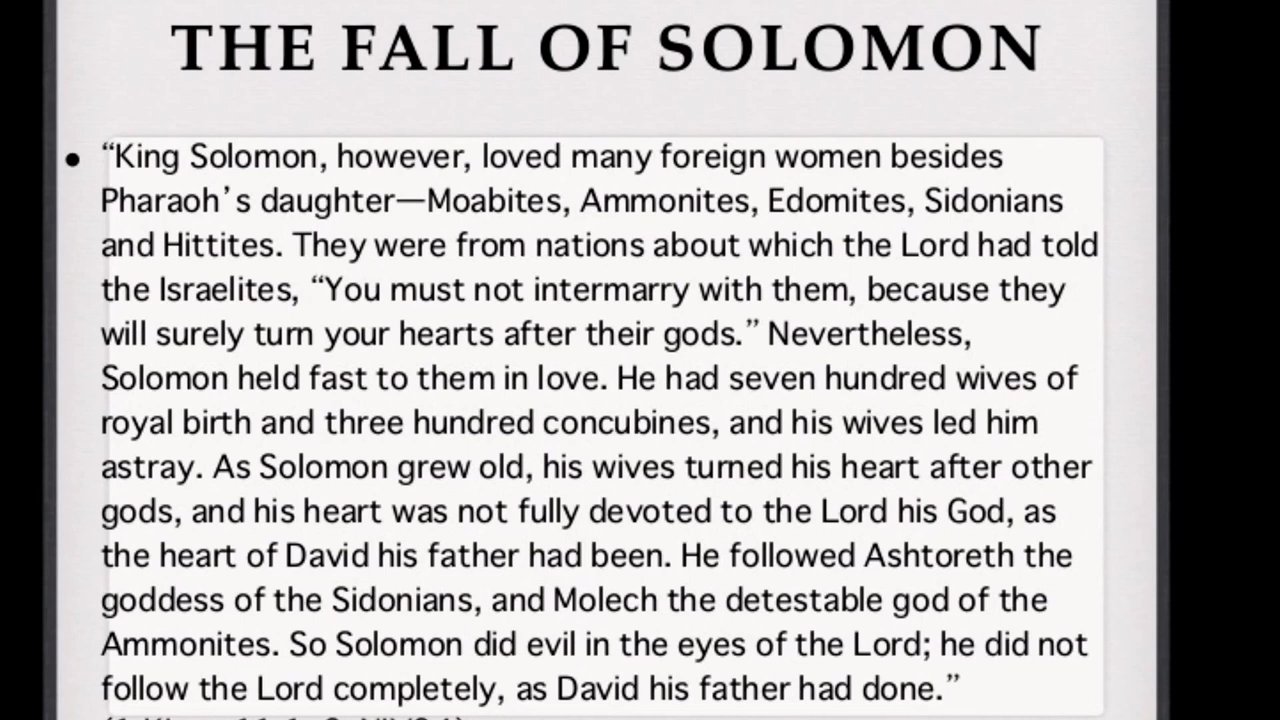 THE FALL OF SOLOMON
• “King Solomon, however, loved many foreign women besides
Pharaoh’s daughter—Moabites, Ammonites, Edomites, Sidonians
and Hittites. They were from nations about which the Lord had told
the Israelites, “You must not intermarry with them, because they
will surely turn your hearts after their gods.” Nevertheless,
Solomon held fast to them in love. He had seven hundred wives of
royal birth and three hundred concubines, and his wives led him
astray. As Solomon grew old, his wives turned his heart after other
gods, and his heart was not fully devoted to the Lord his God, as
the heart of David his father had been. He followed Ashtoreth the
goddess of the Sidonians, and Molech the detestable god of the
Ammonites. So Solomon did evil in the eyes of the Lord; he did not
follow the Lord completely, as David his father had done.”